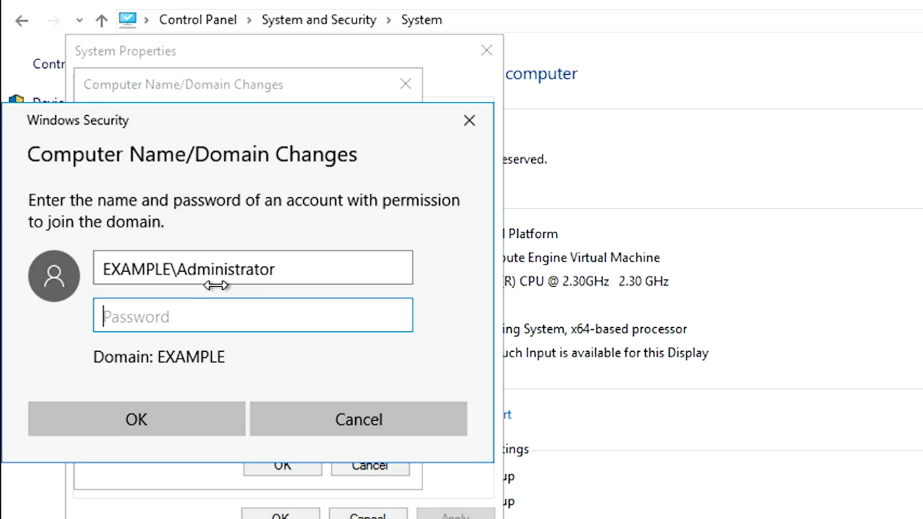 Control Panel > System and Security > System
System Properties
Contr
Computer Name/Domain Changes
computer
Windows Security
Computer Name/Domain Changes
eserved.
Enter the name and password of an account with permission
to join the domain.
l Platform
oute Engine Virtual Machine
EXAMPLE\Administrator
(R) CPU @ 2.30GHz 2.30 GHz
Password
ing System, x64-based processor
Domain: EXAMPLE
uch Input is available for this Display
OK
Cancel
rt
tings
OK
Cancel
up
up
OK
Cancel
Apply